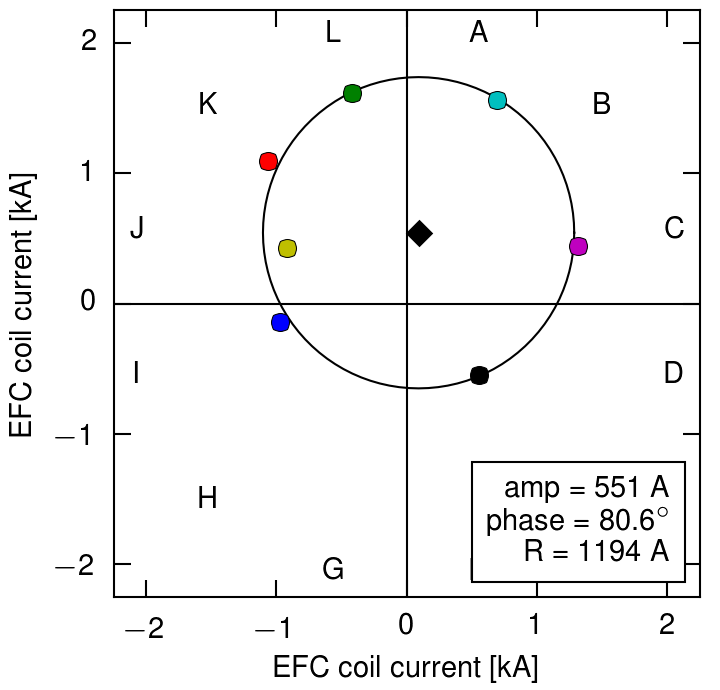 L A
2
K B
1
J C
0
I D
−1
H
amp = 551 A
phase = 80.6°
R = 1194 A
−2
G
−2 −1 0 1 2
EFC coil current [kA]
EFC coil current [kA]